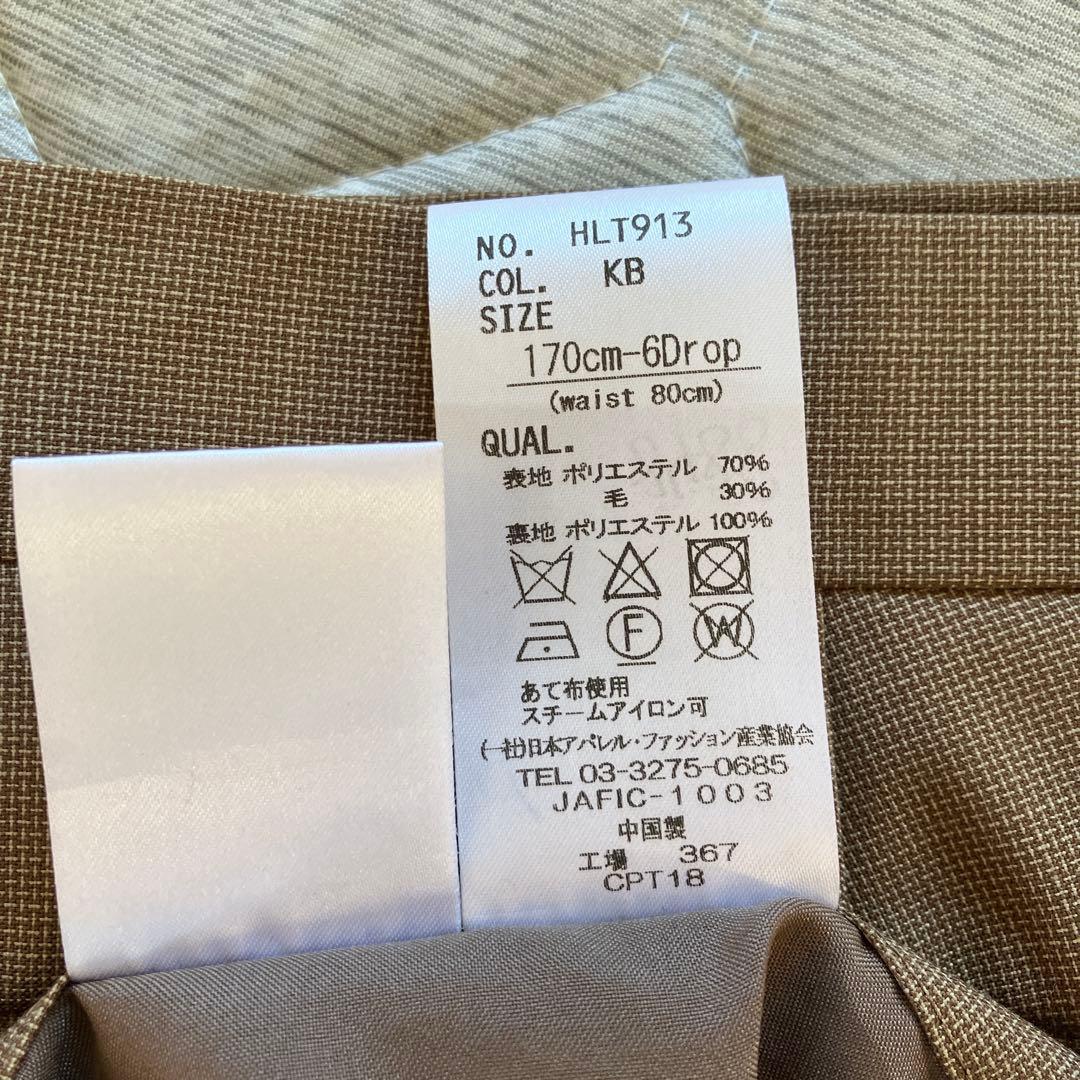 NO. HLT913
COL. KB
SIZE
170cm-6Drop
(waist 80cm)
QUAL.
表地 ポリエステル 70%
毛 30%
裏地 ポリエステル 100%
F
W
あて布使用
スチームアイロン可
(一社)日本アパレル・ファッション産業協会
TEL 03-3275-0685
JAFIC-1003
中国製
工場 367
CPT18